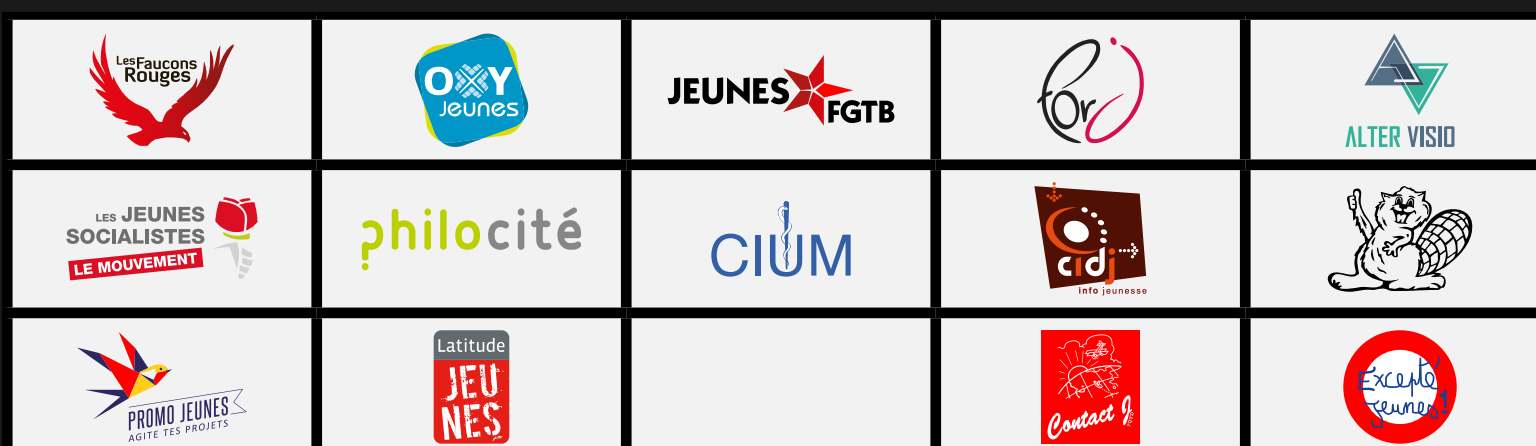 Les Faucons
Rouges
OXY
Jeunes
JEUNES
FGTB
for J
ALTER VISIO
LES JEUNES
SOCIALISTES
LE MOUVEMENT
philocité
CIUM
cidj
info jeunesse
PROMO JEUNES
AGITE TES PROJETS
Latitude
JEU
NES
Contact J
Excepté
jeunes!